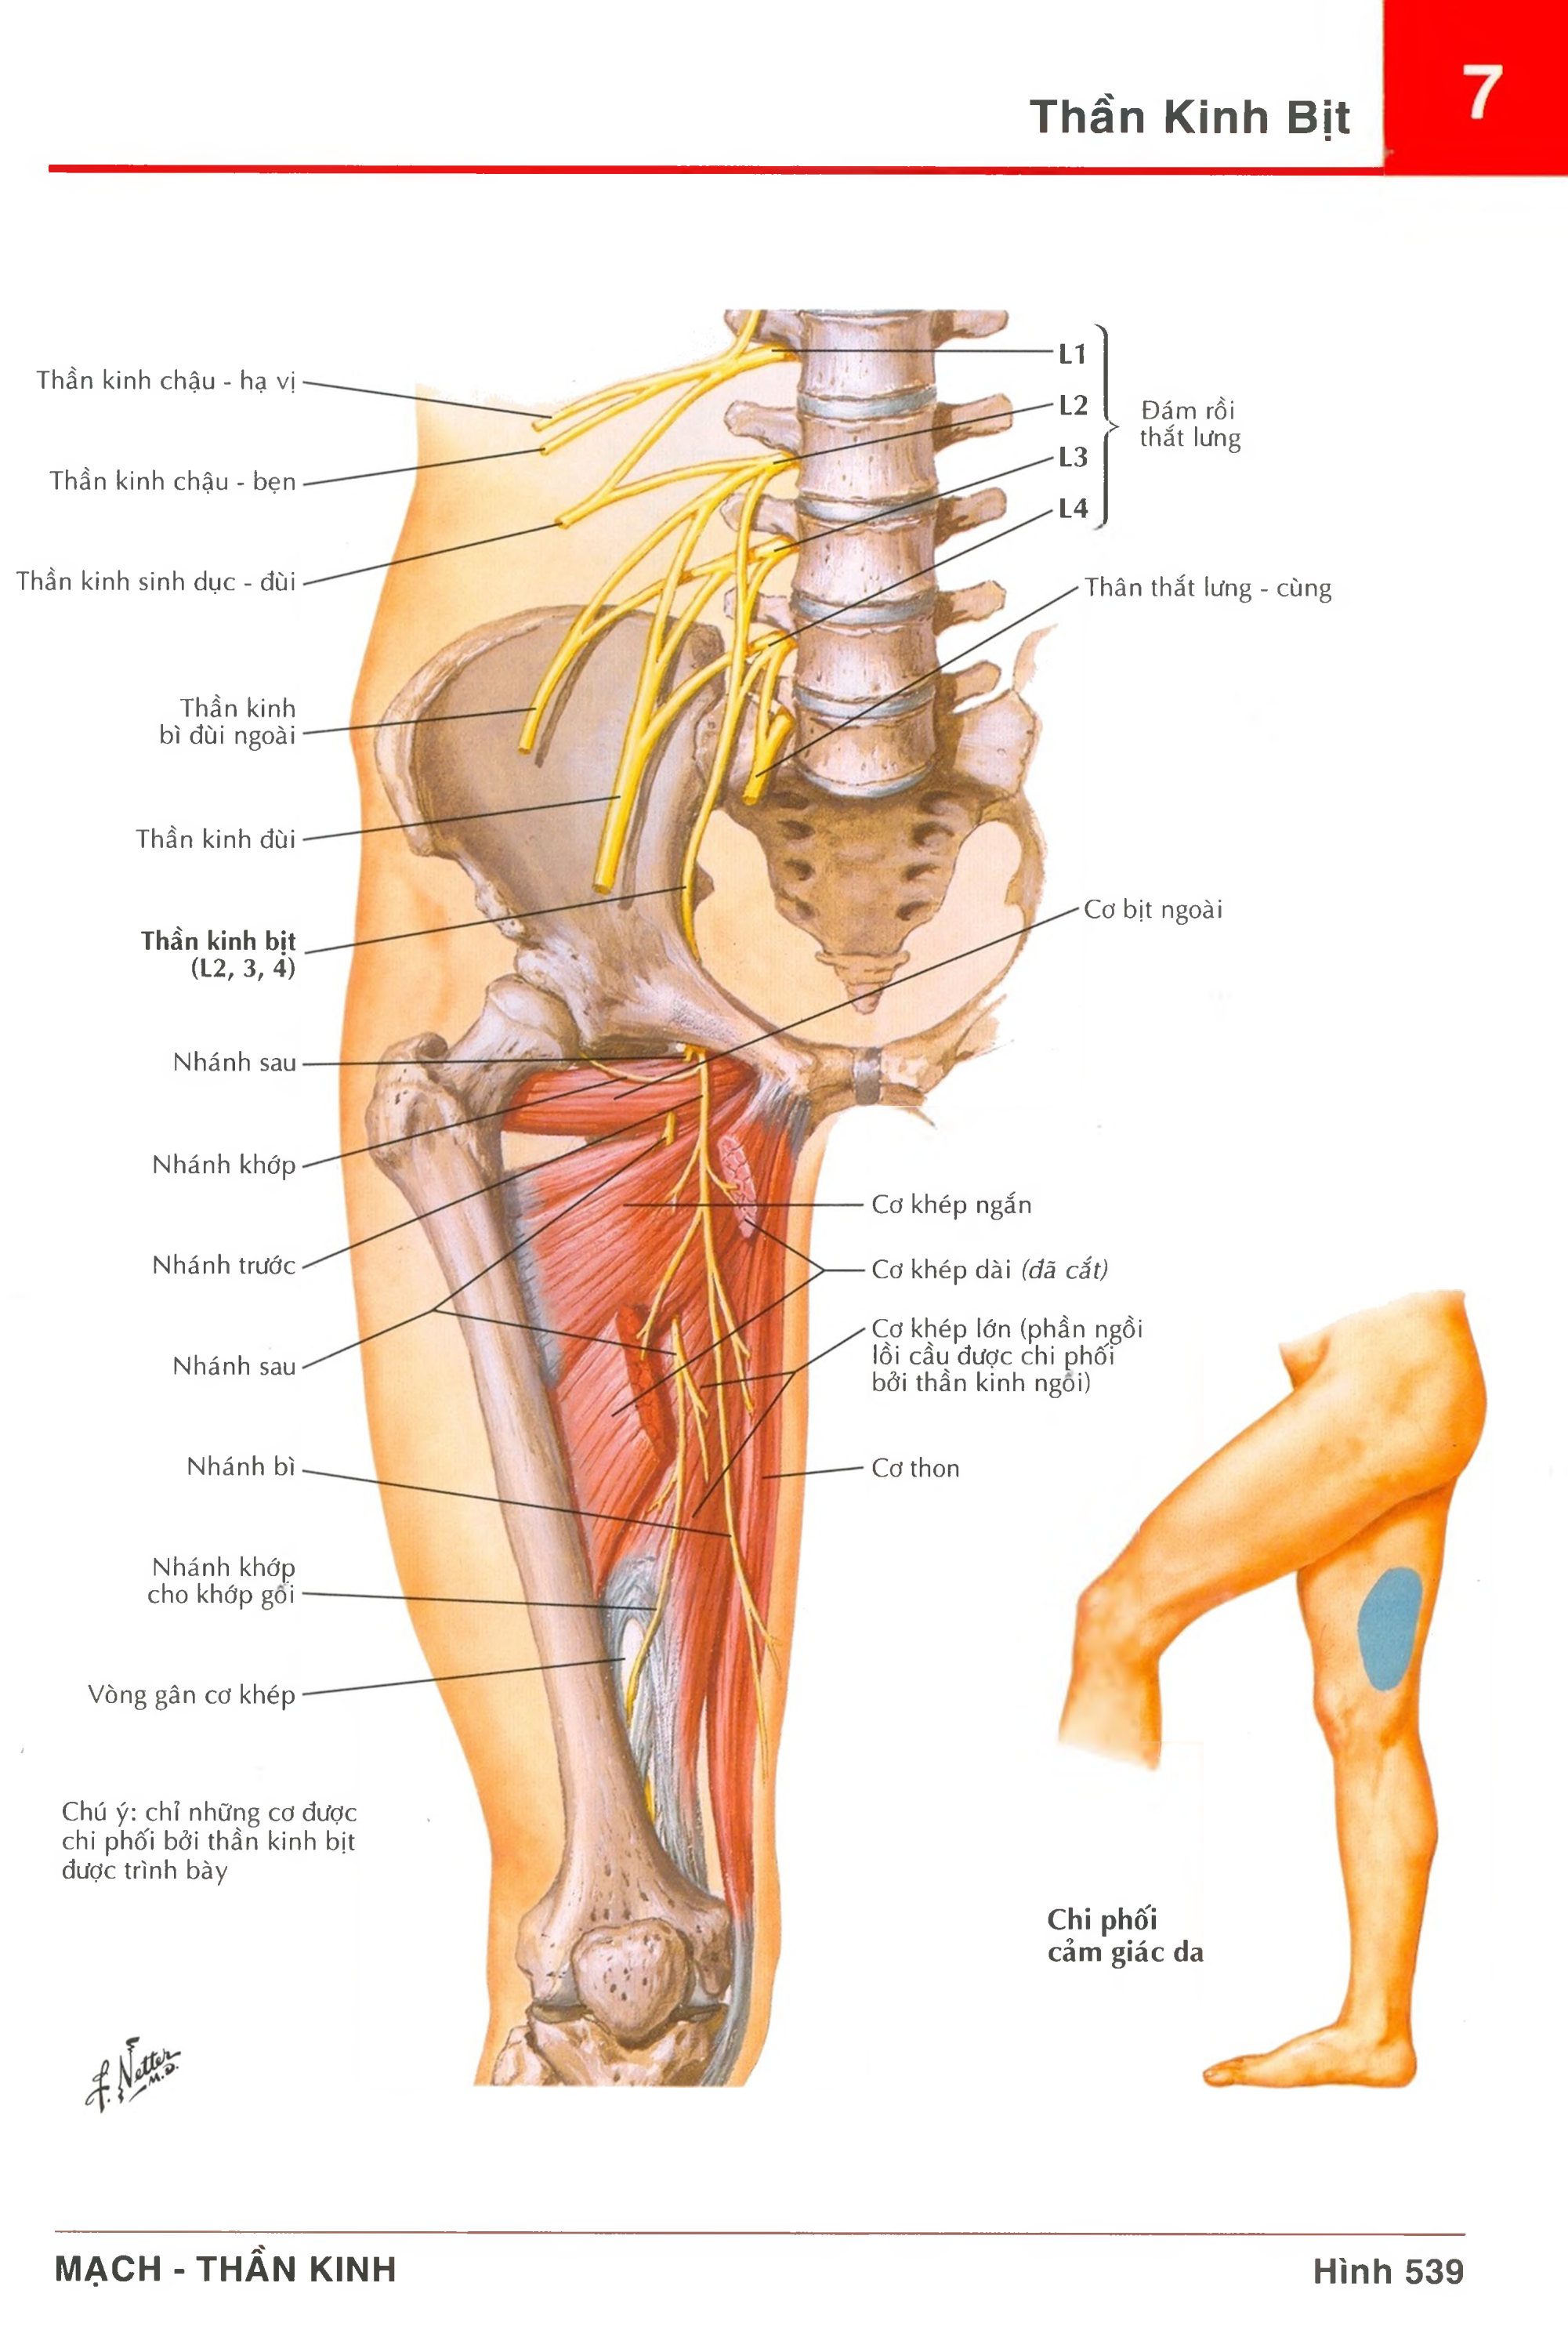 Thần Kinh Bịt
7
Thần kinh chậu - hạ vị
Thần kinh chậu - bẹn
Thần kinh sinh dục - đùi
Thần kinh
bì đùi ngoài
Thần kinh đùi
Thần kinh bịt
(L2, 3, 4)
Nhánh sau
Nhánh khớp
Nhánh trước
Nhánh sau
Nhánh bì
Nhánh khớp
cho khớp gối
Vòng gân cơ khép
Chú ý: chỉ những cơ được
chi phối bởi thần kinh bịt
được trình bày
L1
L2
L3
L4
Đám rồi
thắt lưng
Thân thắt lưng - cùng
Cơ bịt ngoài
Cơ khép ngắn
Cơ khép dài (đã cắt)
Cơ khép lớn (phần ngồi
lồi cầu được chi phối
bởi thần kinh ngồi)
Cơ thon
Chi phối
cảm giác da
F. Netter
M.D.
MẠCH - THẦN KINH
Hình 539